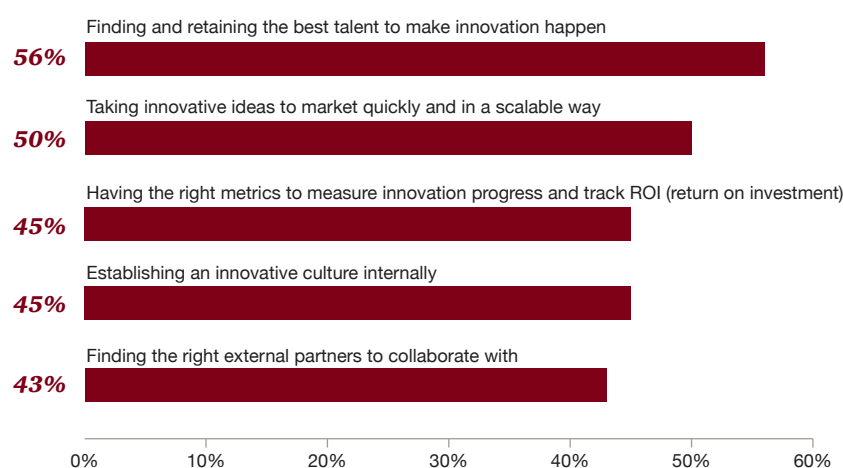 Finding and retaining the best talent to make innovation happen
56%
Taking innovative ideas to market quickly and in a scalable way
50%
Having the right metrics to measure innovation progress and track ROI (return on investment)
45%
Establishing an innovative culture internally
45%
Finding the right external partners to collaborate with
43%
0% 10% 20% 30% 40% 50% 60%